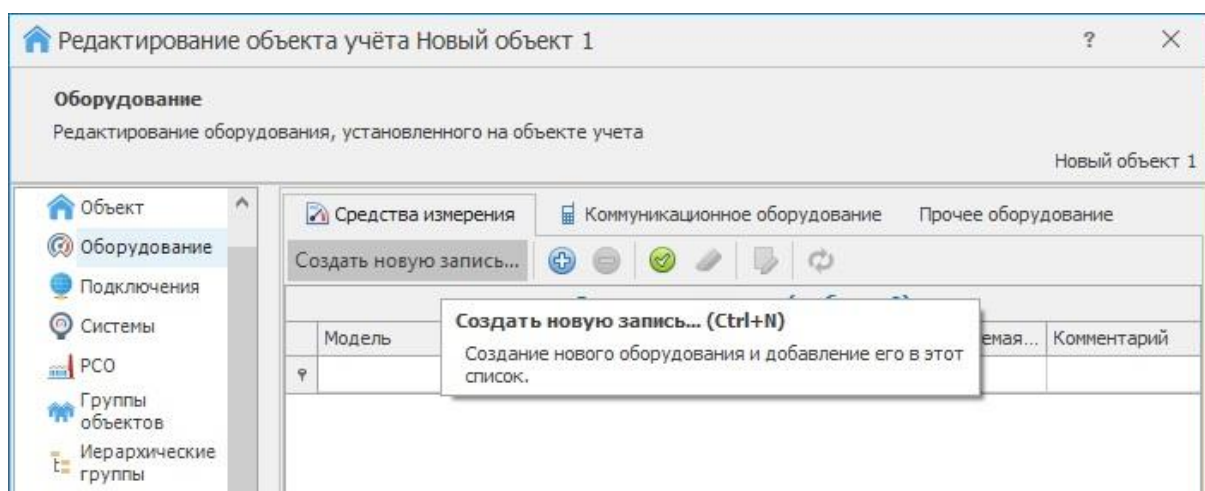 Редактирование объекта учёта Новый объект 1
?
Оборудование
Редактирование оборудования, установленного на объекте учета
Новый объект 1
Объект
Оборудование
Подключения
Системы
РСО
Группы
объектов
Иерархические
группы
Средства измерения
Коммуникационное оборудование
Прочее оборудование
Создать новую запись...
Создать новую запись... (Ctrl+N)
Создание нового оборудования и добавление его в этот
список.
Модель
емая...
Комментарий